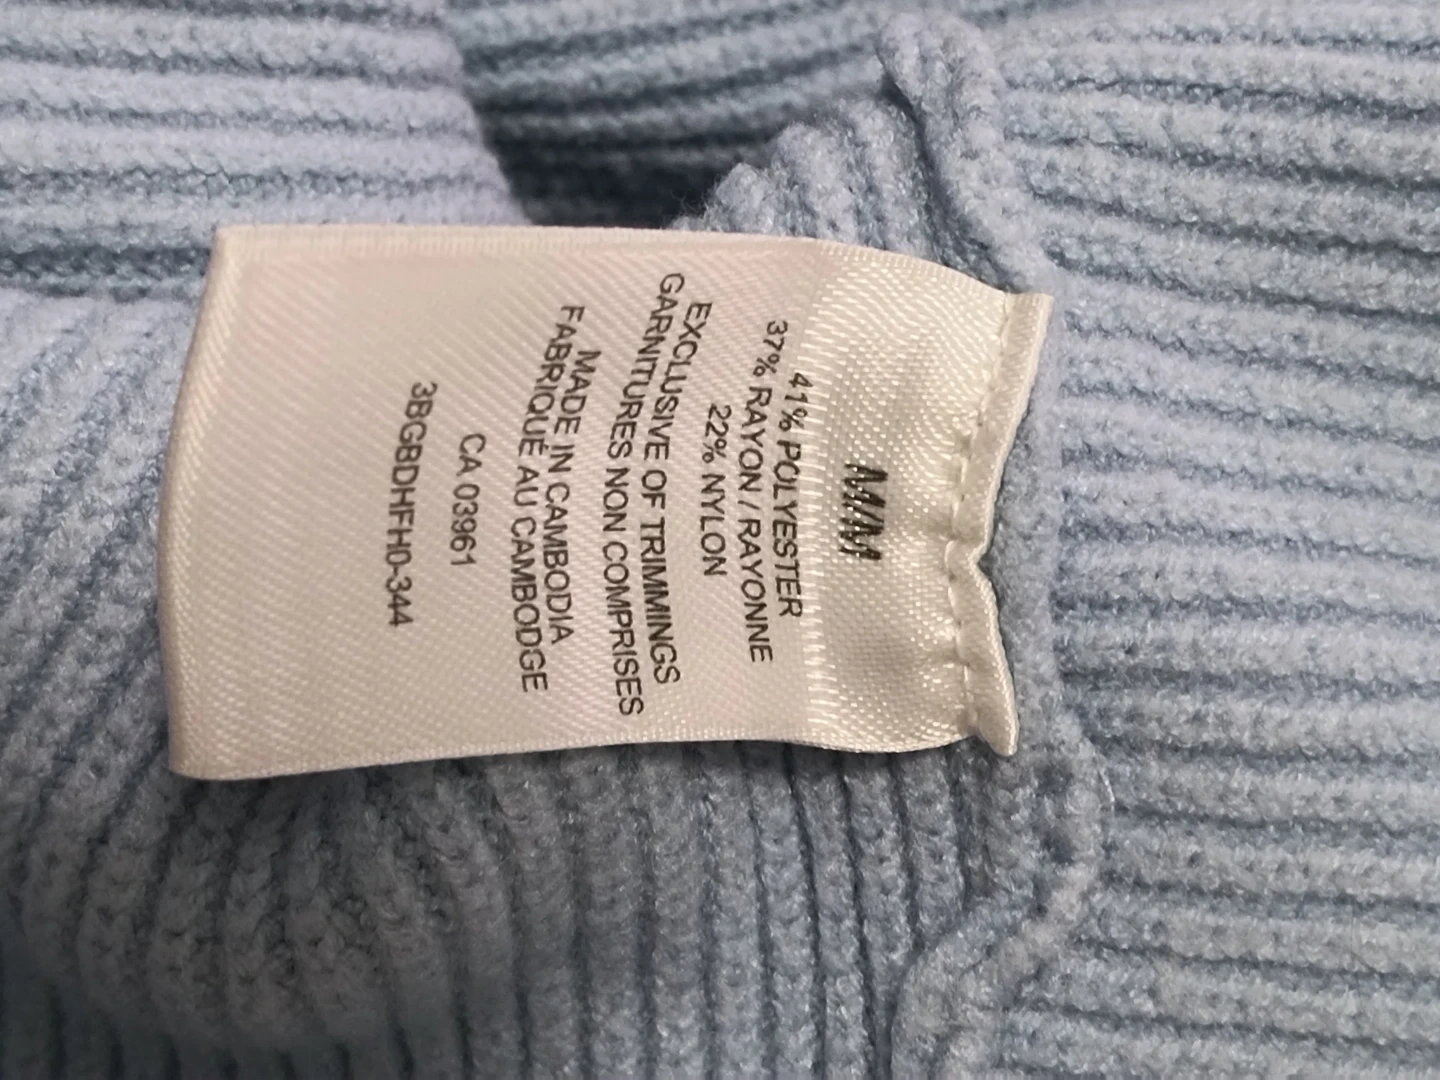 M/M
41% POLYESTER
37% RAYON / RAYONNE
22% NYLON
EXCLUSIVE OF TRIMMINGS
GARNITURES NON COMPRISES
MADE IN CAMBODIA
FABRIQUÉ AU CAMBODGE
CA 03961
3BGBDHFH0-344